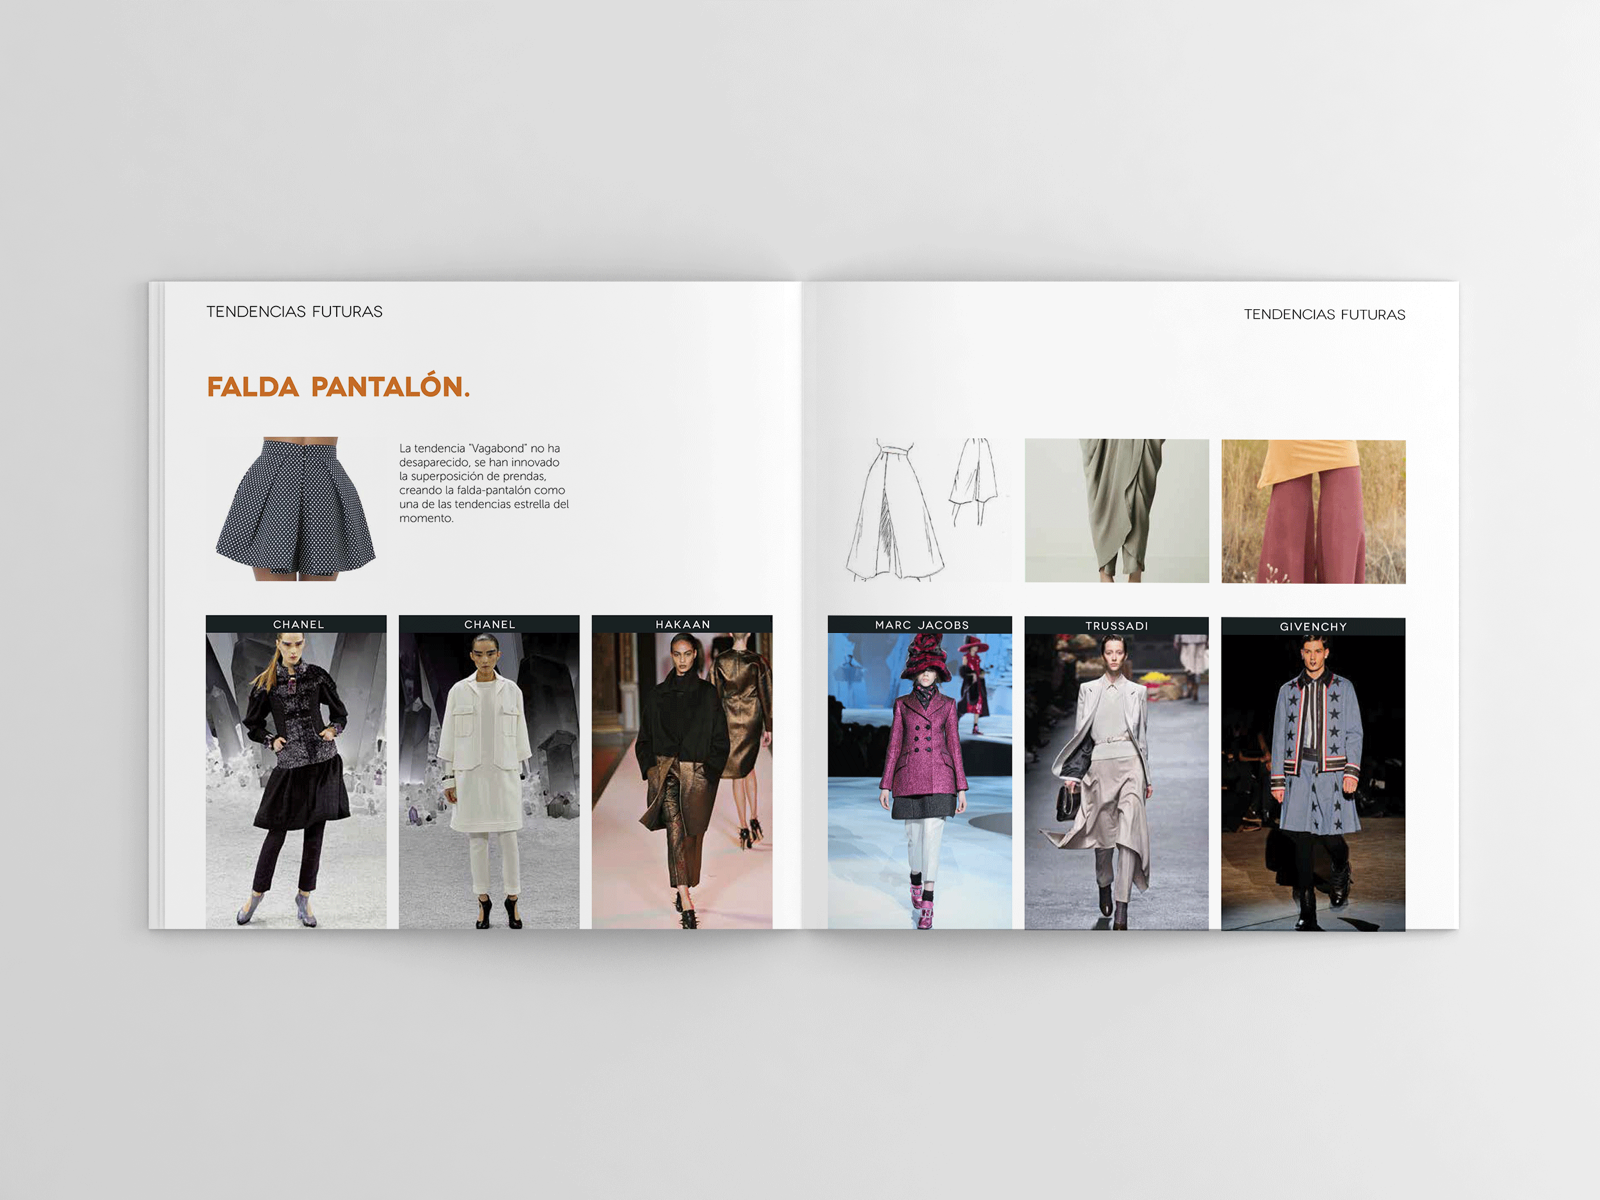 TENDENCIAS FUTURAS
FALDA PANTALÓN.
La tendencia "Vagabond" no ha
desaparecido, se han innovado
la superposición de prendas,
creando la falda-pantalón como
una de las tendencias estrella del
momento.
CHANEL
CHANEL
HAKAAN
TENDENCIAS FUTURAS
MARC JACOBS
TRUSSADI
GIVENCHY